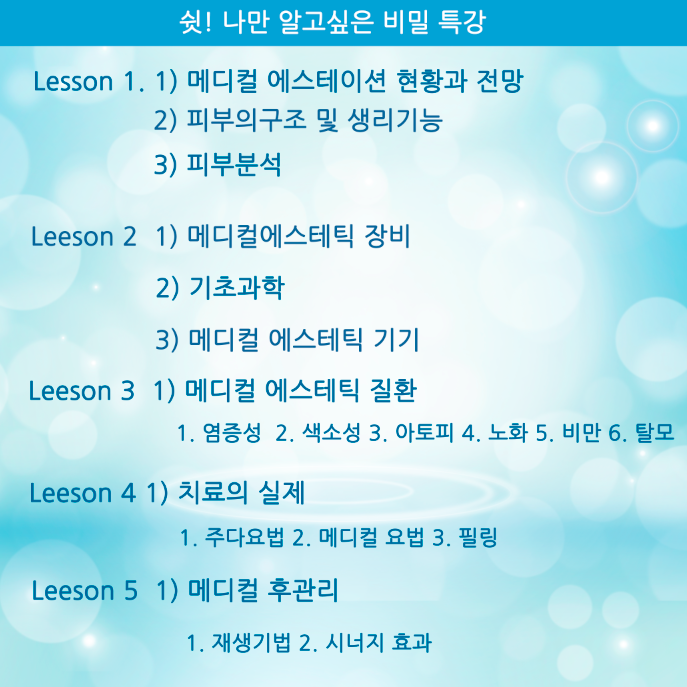 쉿! 나만 알고싶은 비밀 특강
Lesson 1. 1) 메디컬 에스테이션 현황과 전망
2) 피부의구조 및 생리기능
3) 피부분석
Leeson 2 1) 메디컬에스테틱 장비
2) 기초과학
3) 메디컬 에스테틱 기기
Leeson 3 1) 메디컬 에스테틱 질환
1. 염증성 2. 색소성 3. 아토피 4. 노화 5. 비만 6. 탈모
Leeson 4 1) 치료의 실제
1. 주다요법 2. 메디컬 요법 3. 필링
Leeson 5 1) 메디컬 후관리
1. 재생기법 2. 시너지 효과